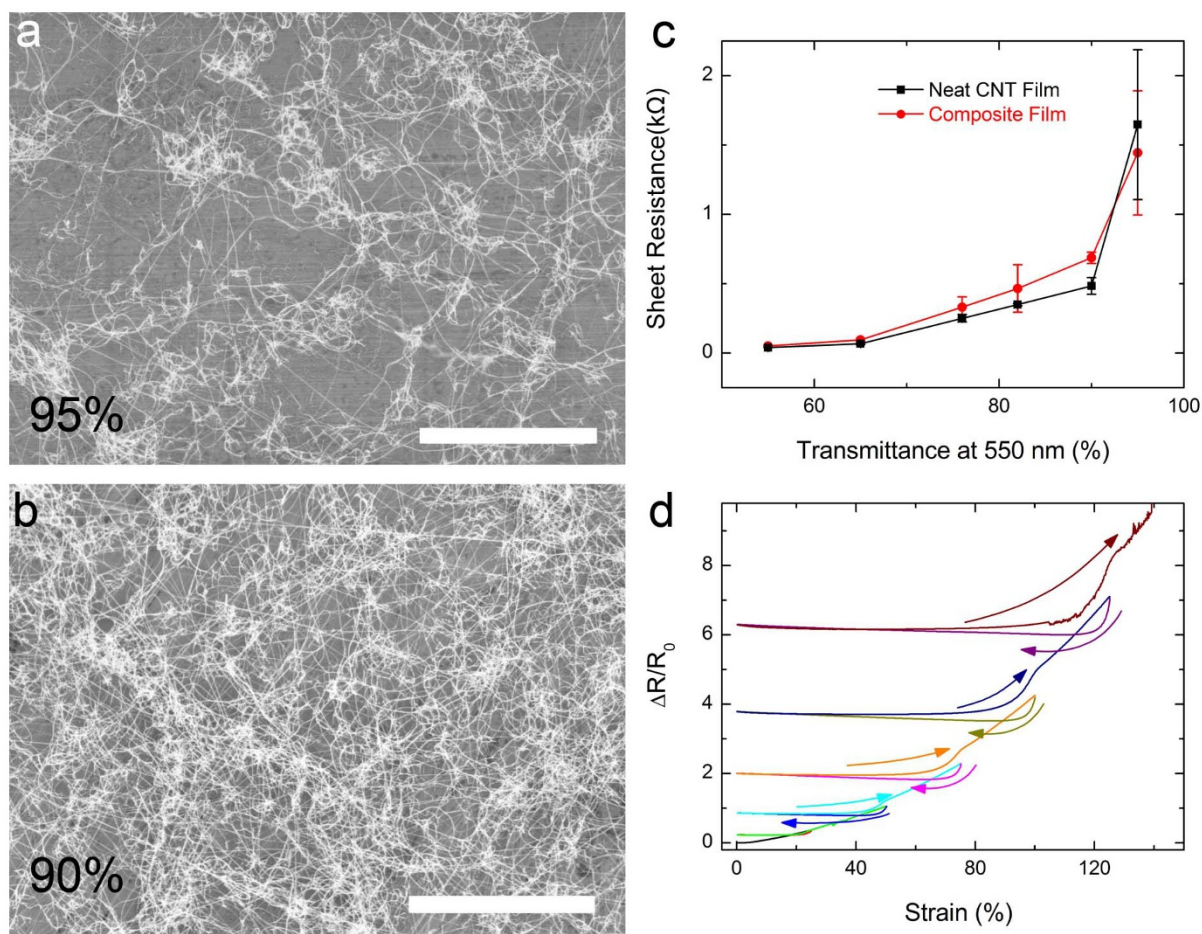 a
95%
b
90%
c
Sheet Resistance(kΩ)
2
1
0
Neat CNT Film
Composite Film
60
80
100
Transmittance at 550 nm (%)
d
ΔR/R₀
8
6
4
2
0
0
40
80
120
Strain (%)